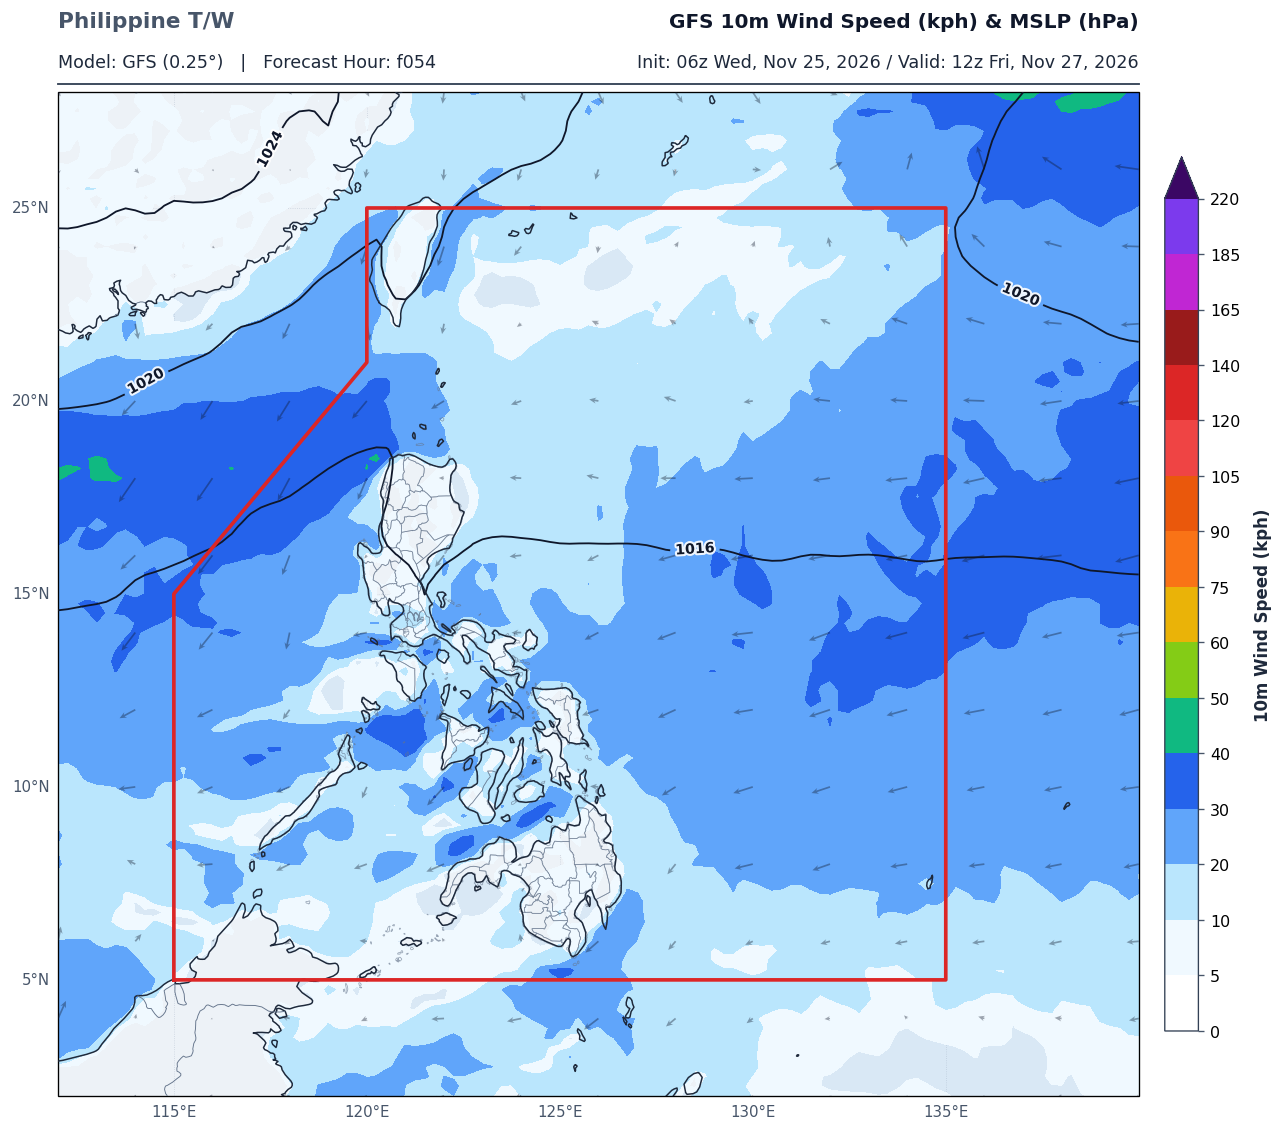 Philippine T/W
GFS 10m Wind Speed (kph) & MSLP (hPa)
Model: GFS (0.25°)   |   Forecast Hour: f054
Init: 06z Wed, Nov 25, 2026 / Valid: 12z Fri, Nov 27, 2026
1024
1020
1020
1016
25°N
20°N
15°N
10°N
5°N
115°E
120°E
125°E
130°E
135°E
220
185
165
140
120
105
90
75
60
50
40
30
20
10
5
0
10m Wind Speed (kph)